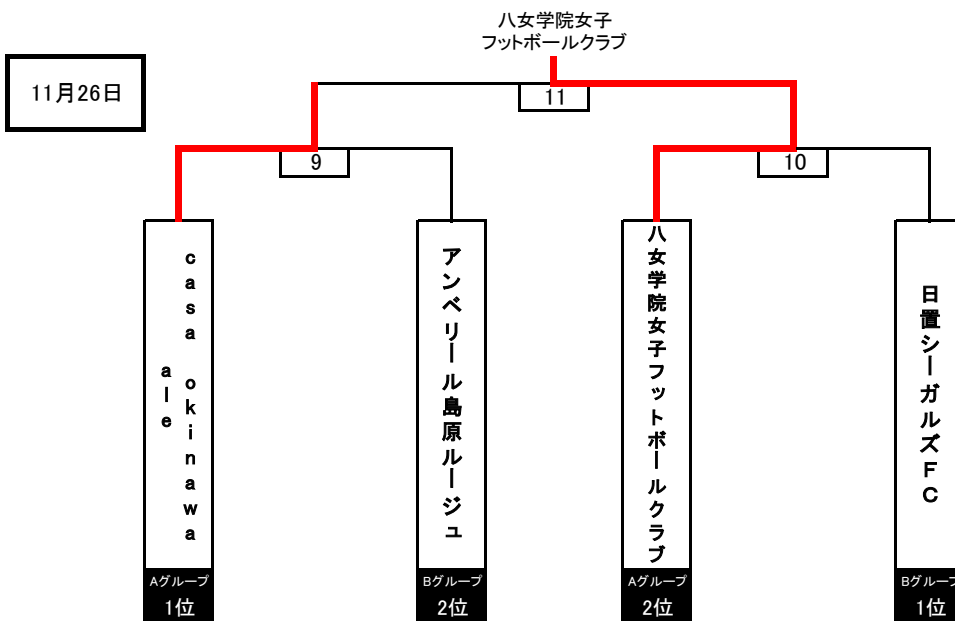 八女学院女子
フットボールクラブ
11月26日
11
9
10
casa okinawa
ale
アンベリール島原ルージュ
八女学院女子フットボールクラブ
日置シーガルズFC
Aグループ
1位
Bグループ
2位
Aグループ
2位
Bグループ
1位